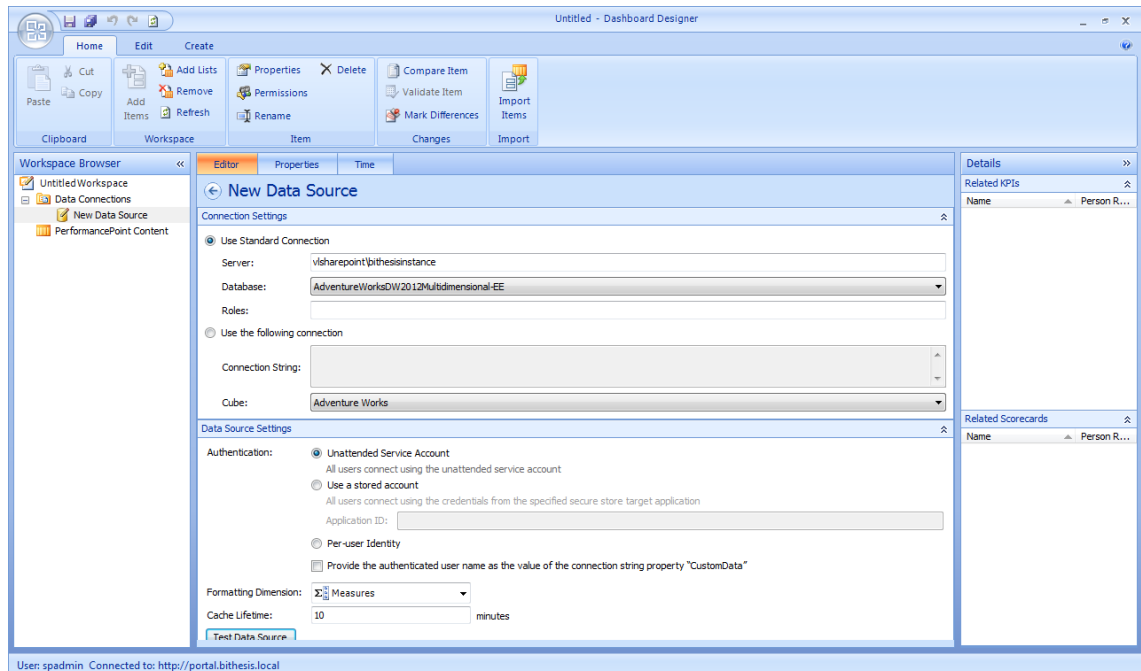 Untitled - Dashboard Designer
Home Edit Create
Paste
Cut
Copy
Clipboard
Add Items
Add Lists
Remove
Refresh
Workspace
Properties
Permissions
Rename
Delete
Item
Compare Item
Validate Item
Mark Differences
Changes
Import Items
Import
Workspace Browser
Untitled Workspace
Data Connections
New Data Source
PerformancePoint Content
Editor Properties Time
New Data Source
Connection Settings
Use Standard Connection
Server: vlsharepoint\bithesisinstance
Database: AdventureWorksDW2012Multidimensional-EE
Roles:
Use the following connection
Connection String:
Cube: Adventure Works
Data Source Settings
Authentication: Unattended Service Account
All users connect using the unattended service account
Use a stored account
All users connect using the credentials from the specified secure store target application
Application ID:
Per-user Identity
Provide the authenticated user name as the value of the connection string property "CustomData"
Formatting Dimension: Measures
Cache Lifetime: 10 minutes
Test Data Source
Details
Related KPIs
Name Person R...
Related Scorecards
Name Person R...
User: spadmin Connected to: http://portal.bithesis.local